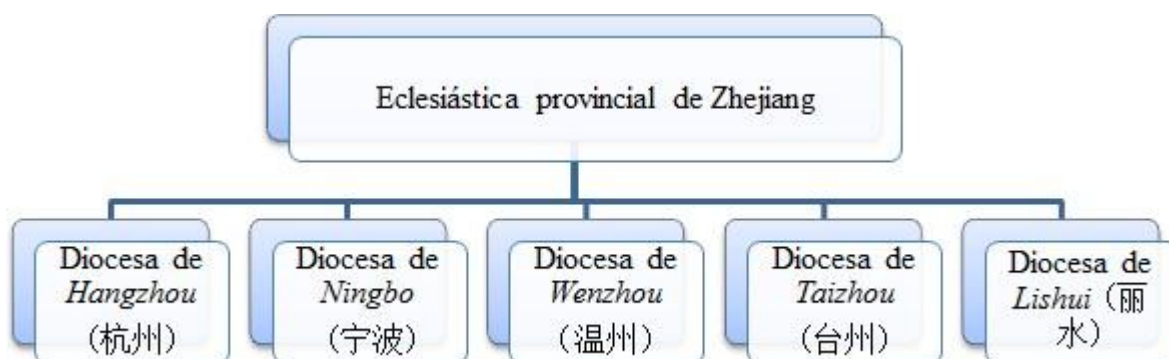 Eclesiástica provincial de Zhejiang
Diocesa de
Hangzhou
（杭州）
Diocesa de
Ningbo
（宁波）
Diocesa de
Wenzhou
（温州）
Diocesa de
Taizhou
（台州）
Diocesa de
Lishui（丽
水）